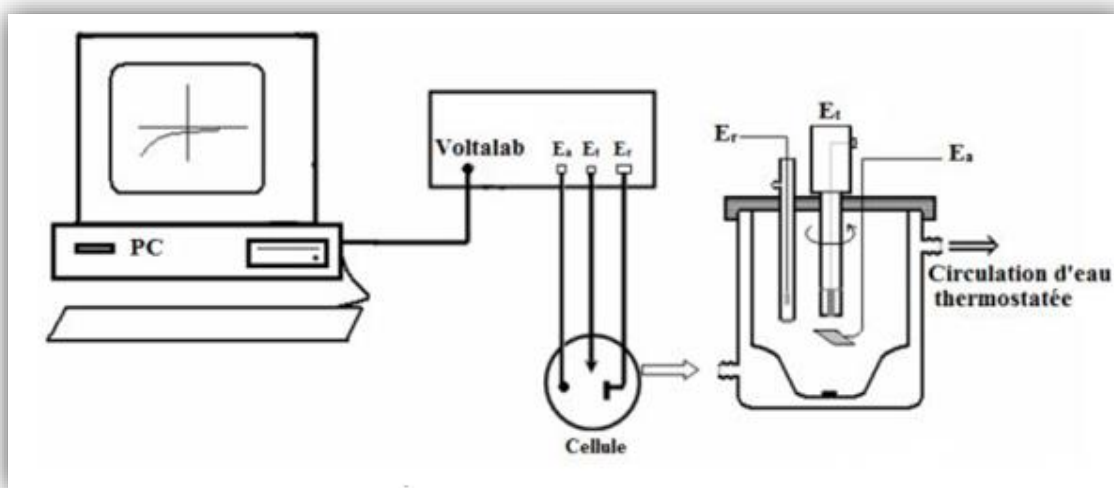 PC
Voltalab
Ea Et Er
Cellule
Er
Et
Ea
Circulation d'eau
thermostatée